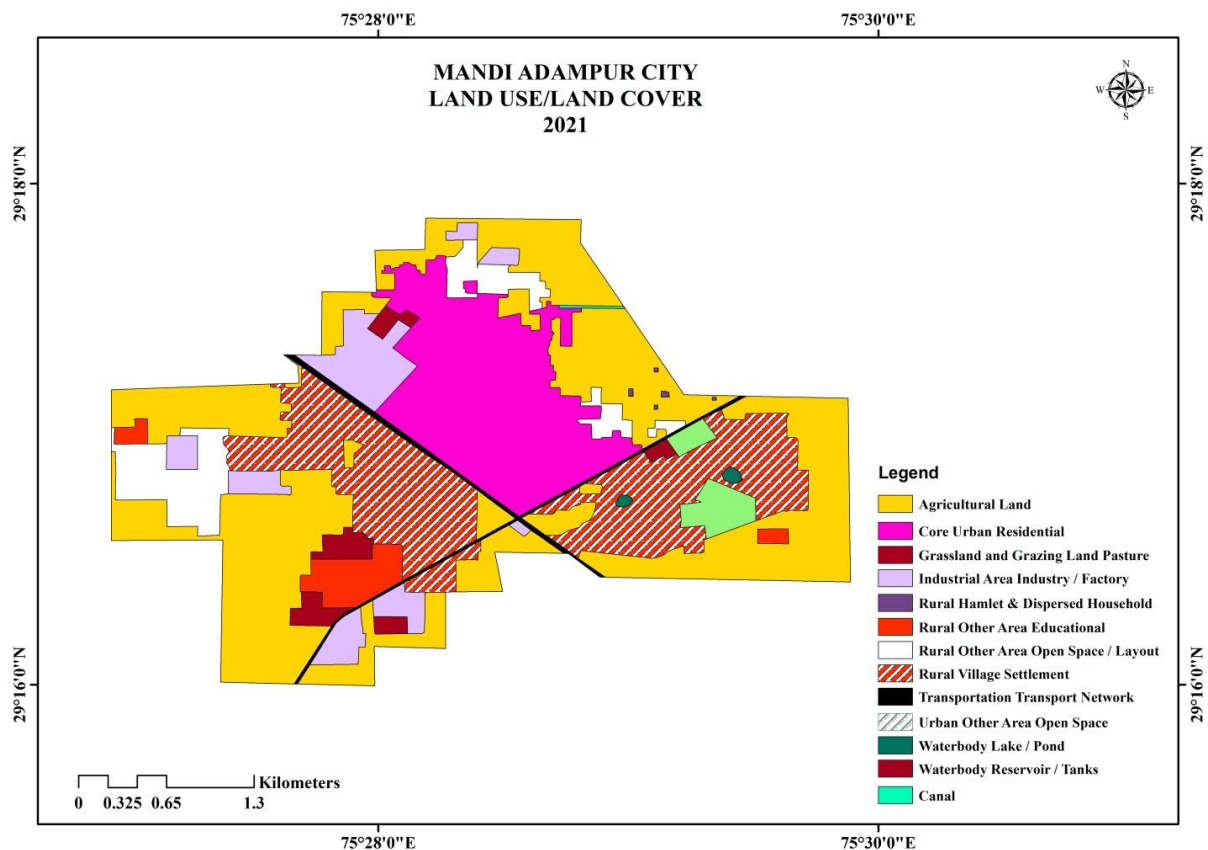 75°28'0"E
75°30'0"E
MANDI ADAMPUR CITY
LAND USE/LAND COVER
2021
N
W
E
S
29°18'0"N
29°18'0"N
Legend
Agricultural Land
Core Urban Residential
Grassland and Grazing Land Pasture
Industrial Area Industry / Factory
Rural Hamlet & Dispersed Household
Rural Other Area Educational
Rural Other Area Open Space / Layout
Rural Village Settlement
Transportation Transport Network
Urban Other Area Open Space
Waterbody Lake / Pond
Waterbody Reservoir / Tanks
Canal
29°16'0"N
29°16'0"N
Kilometers
0 0.325 0.65 1.3
75°28'0"E
75°30'0"E